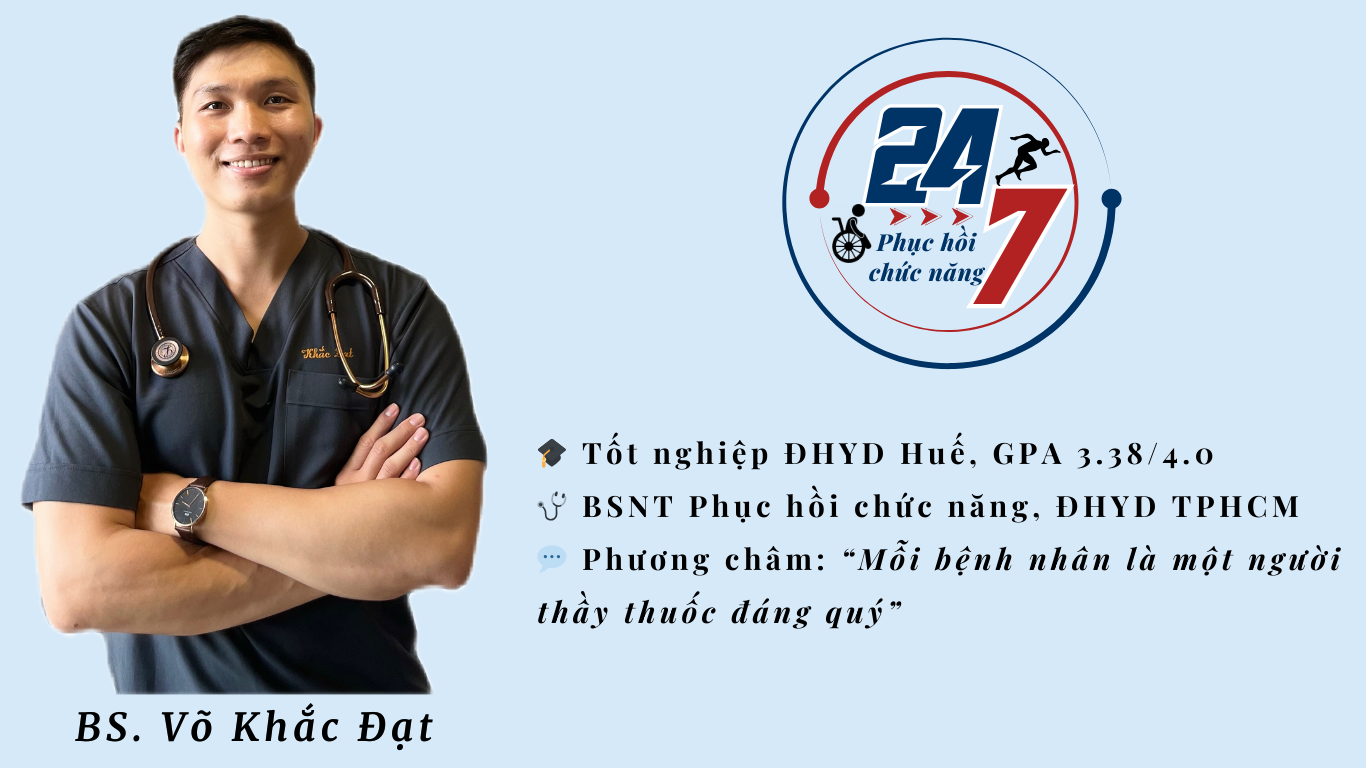 24
7
Phục hồi
chức năng
Khắc Đạt
Tốt nghiệp ĐHYD Huế, GPA 3.38/4.0
BSNT Phục hồi chức năng, ĐHYD TPHCM
Phương châm: “Mỗi bệnh nhân là một người
thầy thuốc đáng quý”
BS. Võ Khắc Đạt